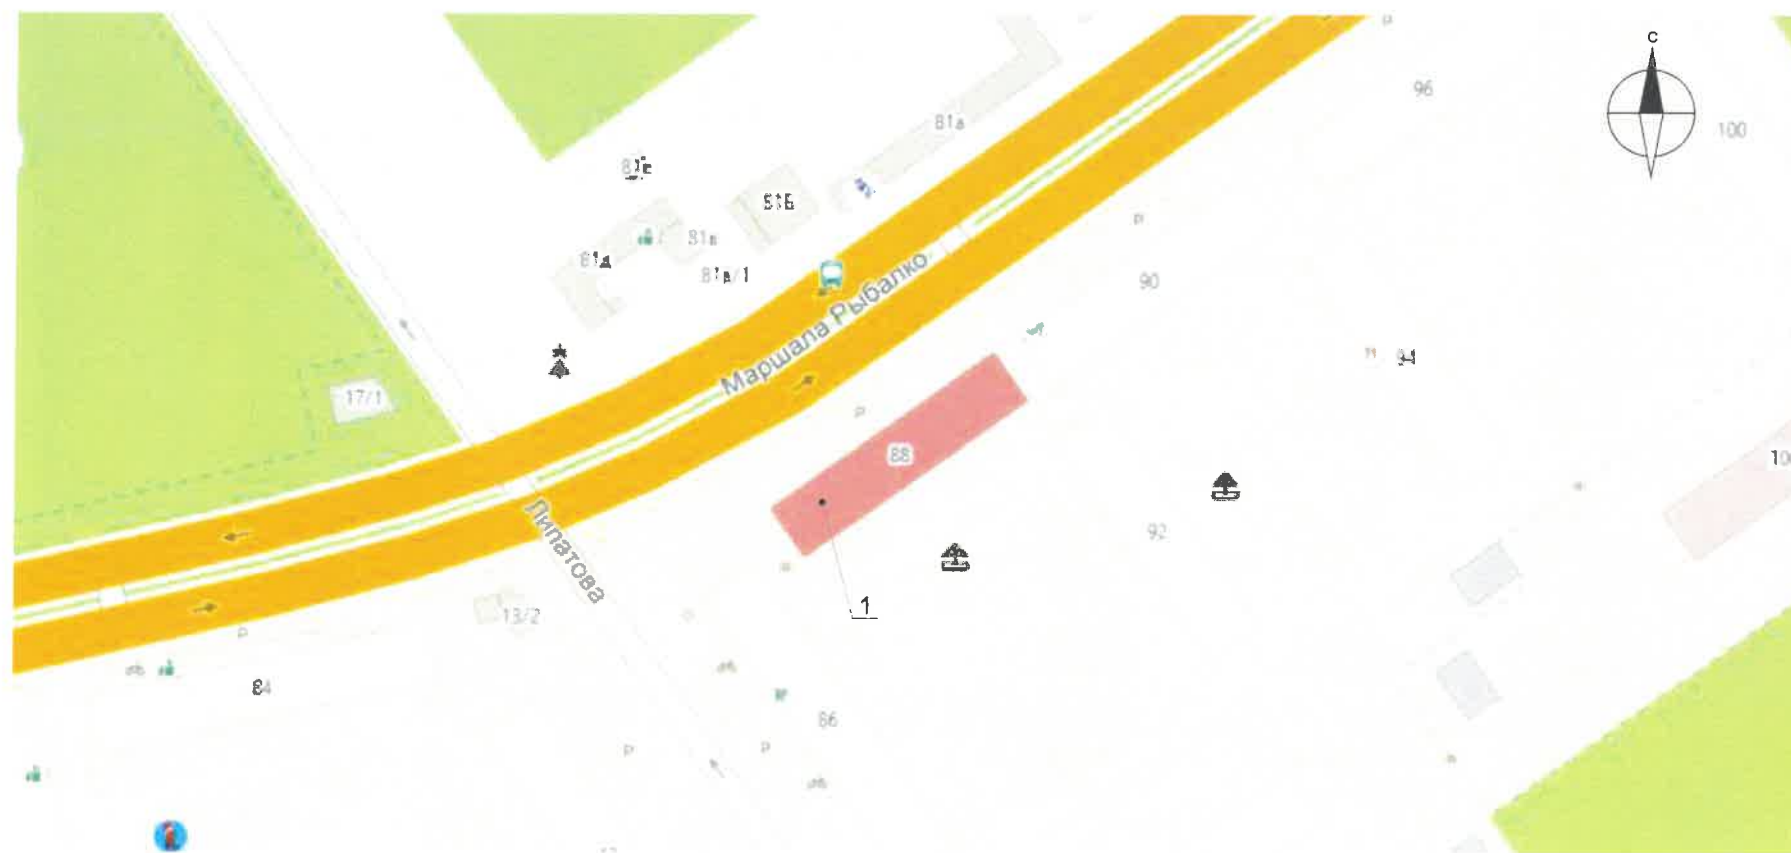 С
Р
96
100
81а
81Б
81в
81д
81в/1
Р
90
Маршала Рыбалко
94
17/1
Р
88
92
Липатова
1
13/2
Р
84
86
Р
Р